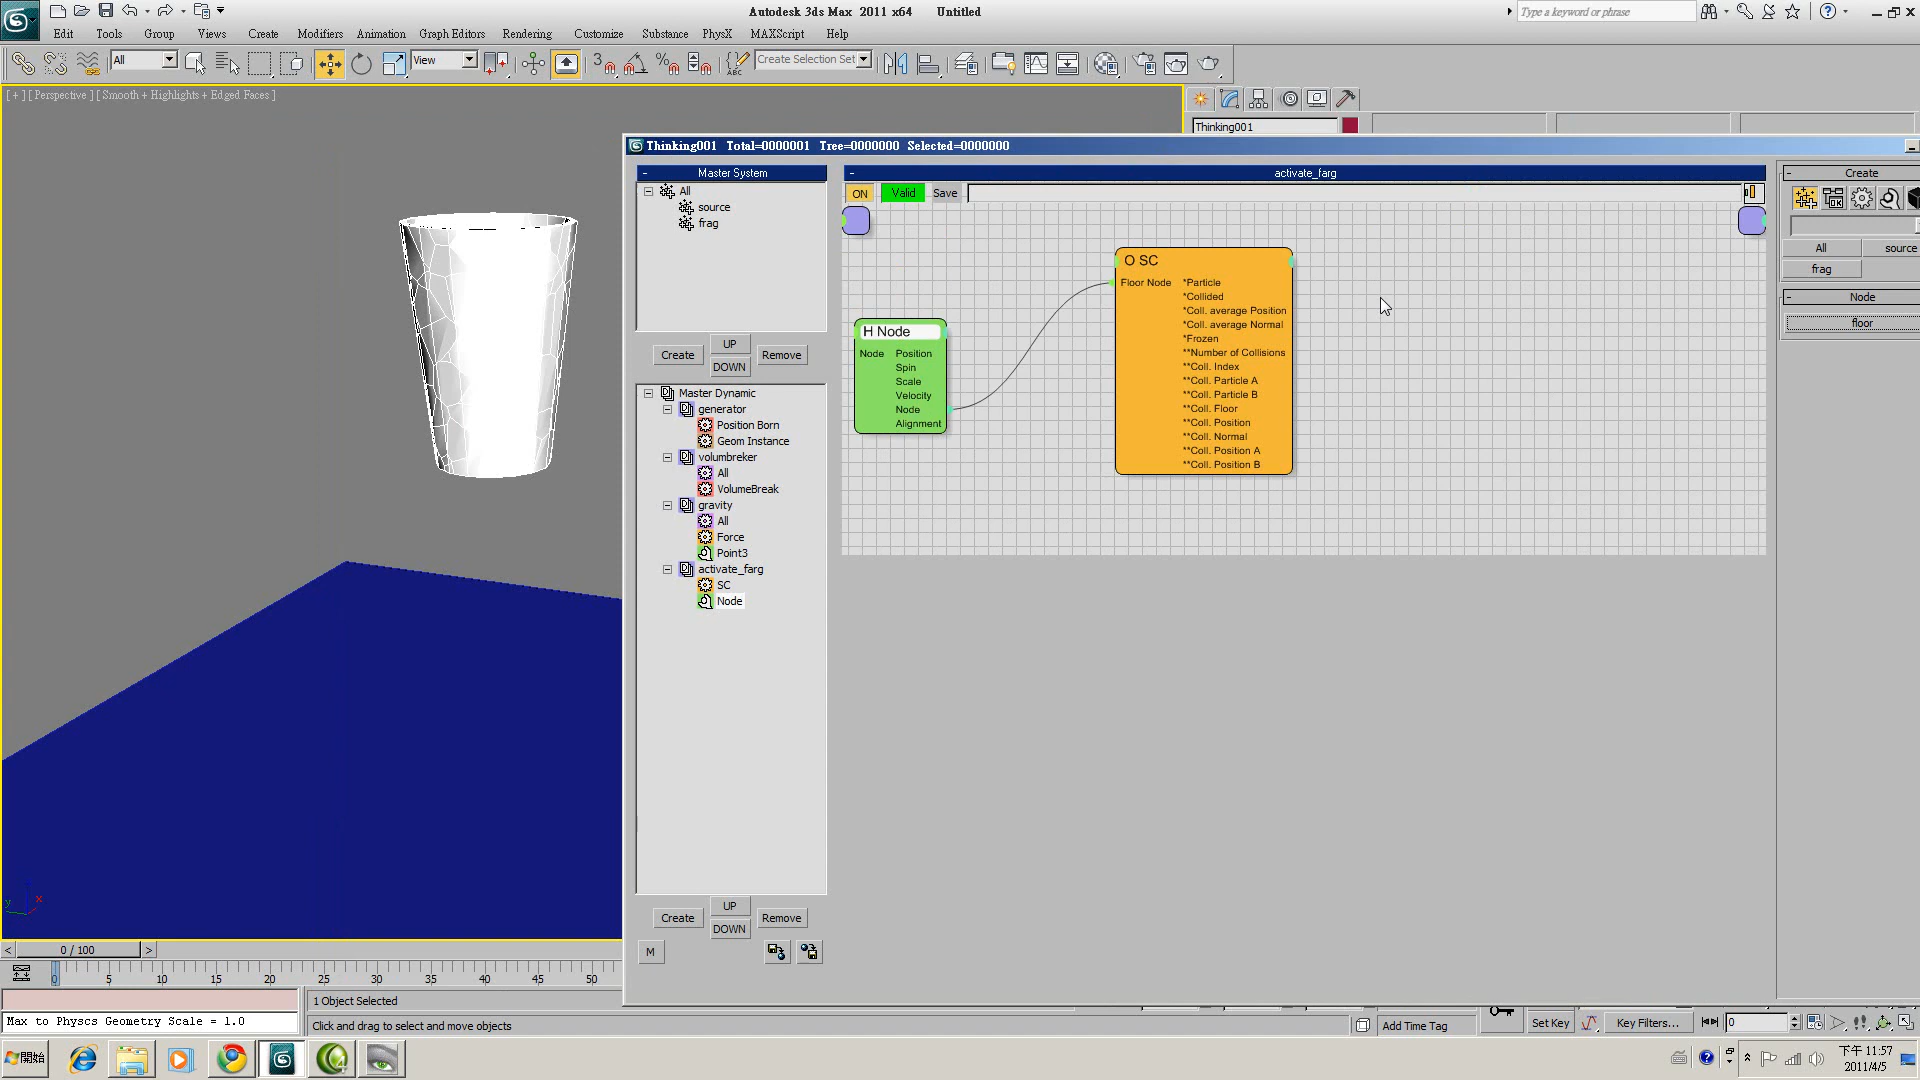 Autodesk 3ds Max 2011 x64 Untitled
Type a keyword or phrase
Edit Tools Group Views Create Modifiers Animation Graph Editors Rendering Customize Substance PhysX MAXScript Help
All View Create Selection Set
[ + ] [ Perspective ] [ Smooth + Highlights + Edged Faces ]
Thinking001
Thinking001 Total=0000001 Tree=0000000 Selected=0000000
- Master System
All
source
frag
Create UP DOWN Remove
Master Dynamic
generator
Position Born
Geom Instance
volumbreker
All
VolumeBreak
gravity
All
Force
Point3
activate_farg
SC
Node
Create UP DOWN Remove
M
- activate_farg
ON Valid Save
H Node
Node Position
Spin
Scale
Velocity
Node
Alignment
O SC
Floor Node *Particle
*Collided
*Coll. average Position
*Coll. average Normal
*Frozen
**Number of Collisions
**Coll. Index
**Coll. Particle A
**Coll. Particle B
**Coll. Floor
**Coll. Position
**Coll. Normal
**Coll. Position A
**Coll. Position B
- Create
All source
frag
- Node
floor
y x
< 0 / 100 >
0 5 10 15 20 25 30 35 40 45 50
1 Object Selected
Max to Physcs Geometry Scale = 1.0
Click and drag to select and move objects
Add Time Tag
Set Key Key Filters... 0
開始
下午 11:57
2011/4/5